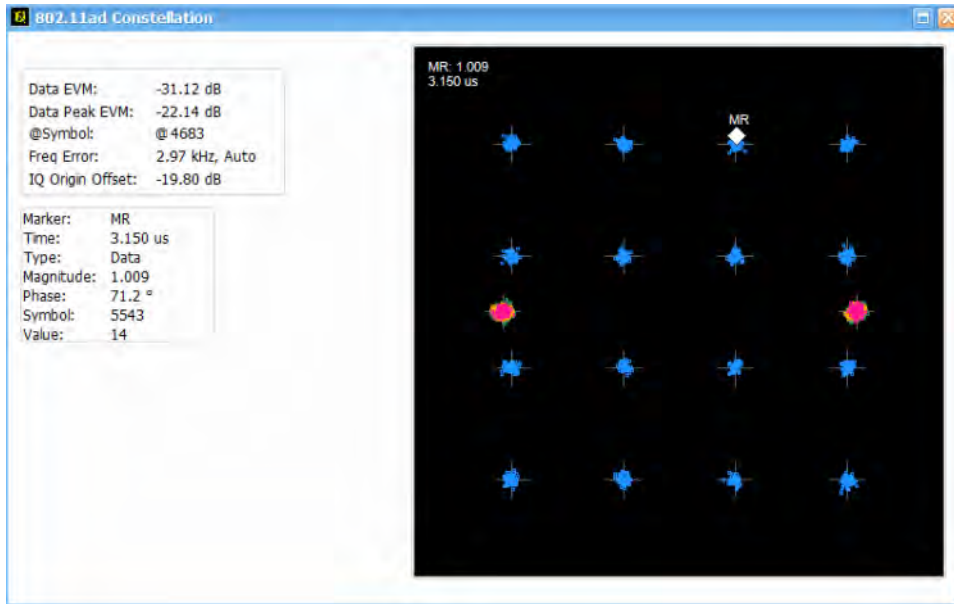 802.11ad Constellation
Data EVM: -31.12 dB
Data Peak EVM: -22.14 dB
@Symbol: @ 4683
Freq Error: 2.97 kHz, Auto
IQ Origin Offset: -19.80 dB
Marker: MR
Time: 3.150 us
Type: Data
Magnitude: 1.009
Phase: 71.2 °
Symbol: 5543
Value: 14
MR: 1.009
3.150 us
MR